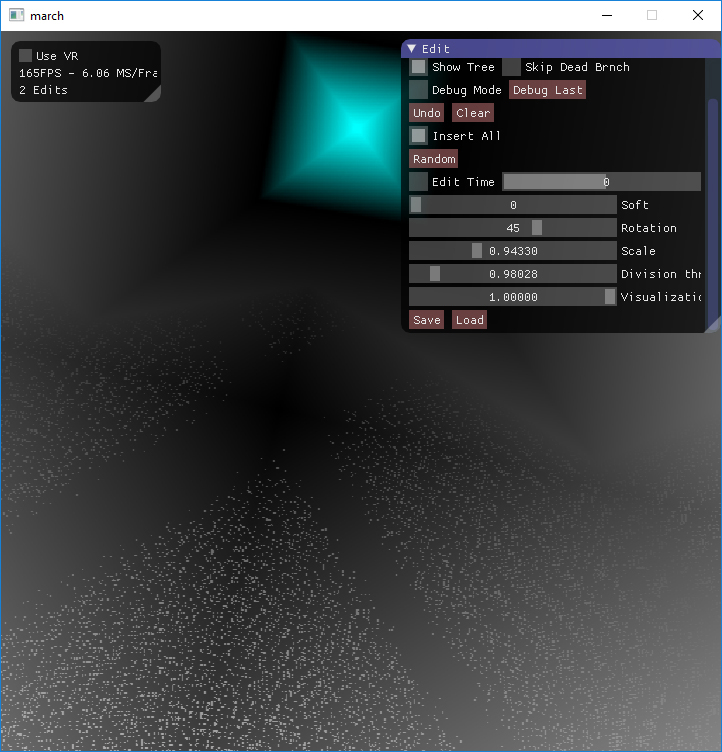 march
Use VR
165FPS - 6.06 MS/Fra
2 Edits
Edit
Show Tree Skip Dead Brnch
Debug Mode Debug Last
Undo Clear
Insert All
Random
Edit Time 0
0 Soft
45 Rotation
0.94330 Scale
0.98028 Division thr
1.00000 Visualizatio
Save Load